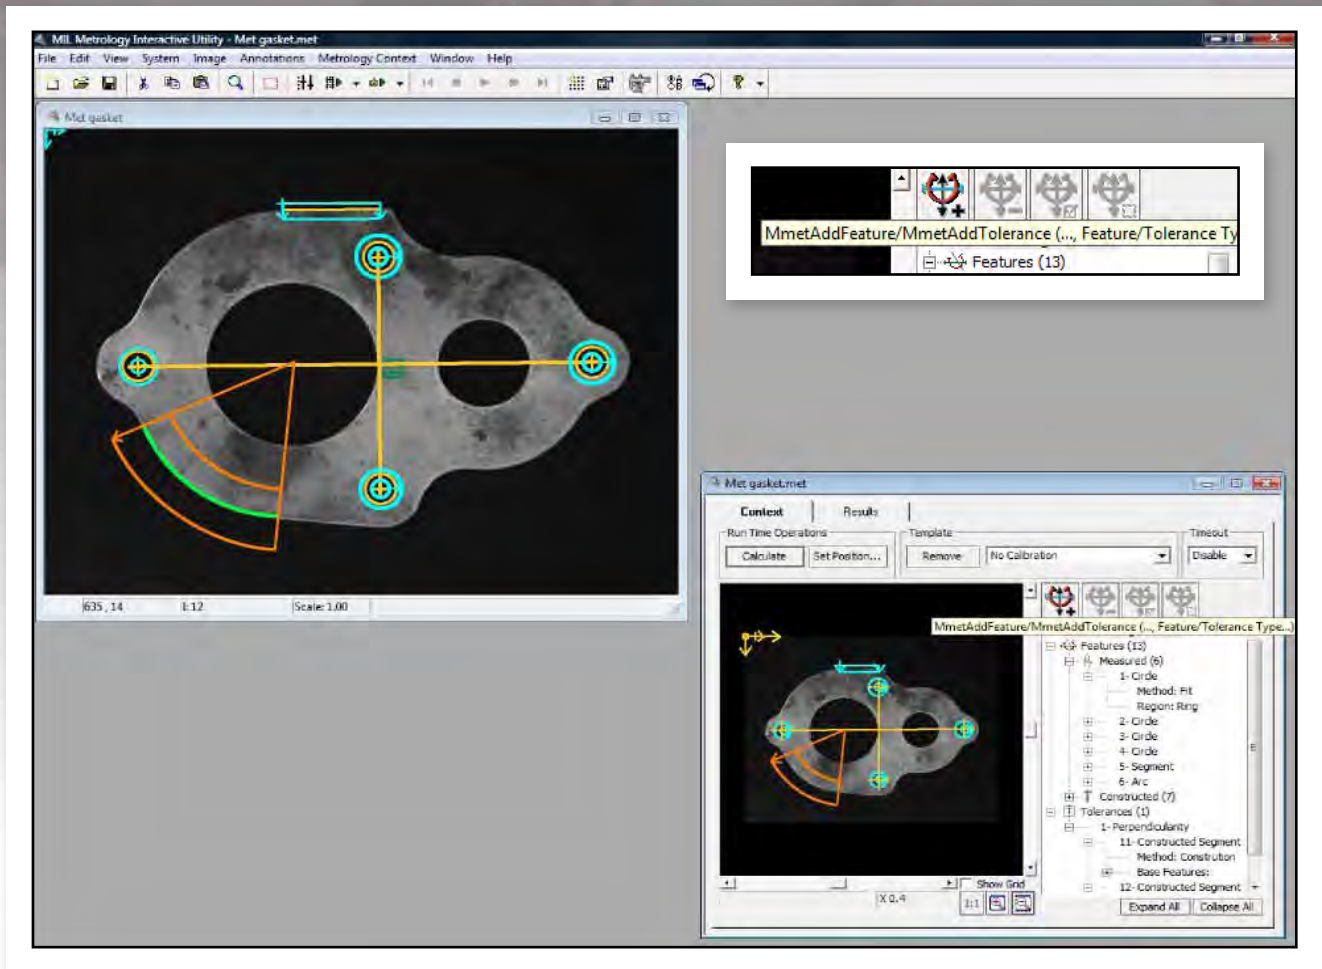 MIL Metrology Interactive Utility - Met gasket.met
File Edit View System Image Annotations Metrology Context Window Help
Met gasket
MmetAddFeature/MmetAddTolerance (..., Feature/Tolerance Ty
Features (13)
635 , 14 I:12 Scale: 1.00
Met gasket.met
Context Results
Run Time Operations Template Timeout
Calculate Set Position... Remove No Calibration Disable
MmetAddFeature/MmetAddTolerance (..., Feature/Tolerance Type...)
Features (13)
Measured (6)
1- Circle
Method: Fit
Region: Ring
2- Circle
3- Circle
4- Circle
5- Segment
6- Arc
Constructed (7)
Tolerances (1)
1- Perpendicularity
11- Constructed Segment
Method: Constrution
Base Features:
12- Constructed Segment
Show Grid
X 0.4 1:1
Expand All Collapse All